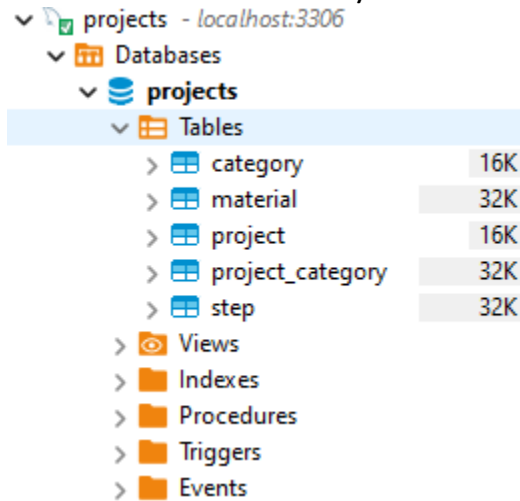 projects - localhost:3306
Databases
projects
Tables
category 16K
material 32K
project 16K
project_category 32K
step 32K
Views
Indexes
Procedures
Triggers
Events